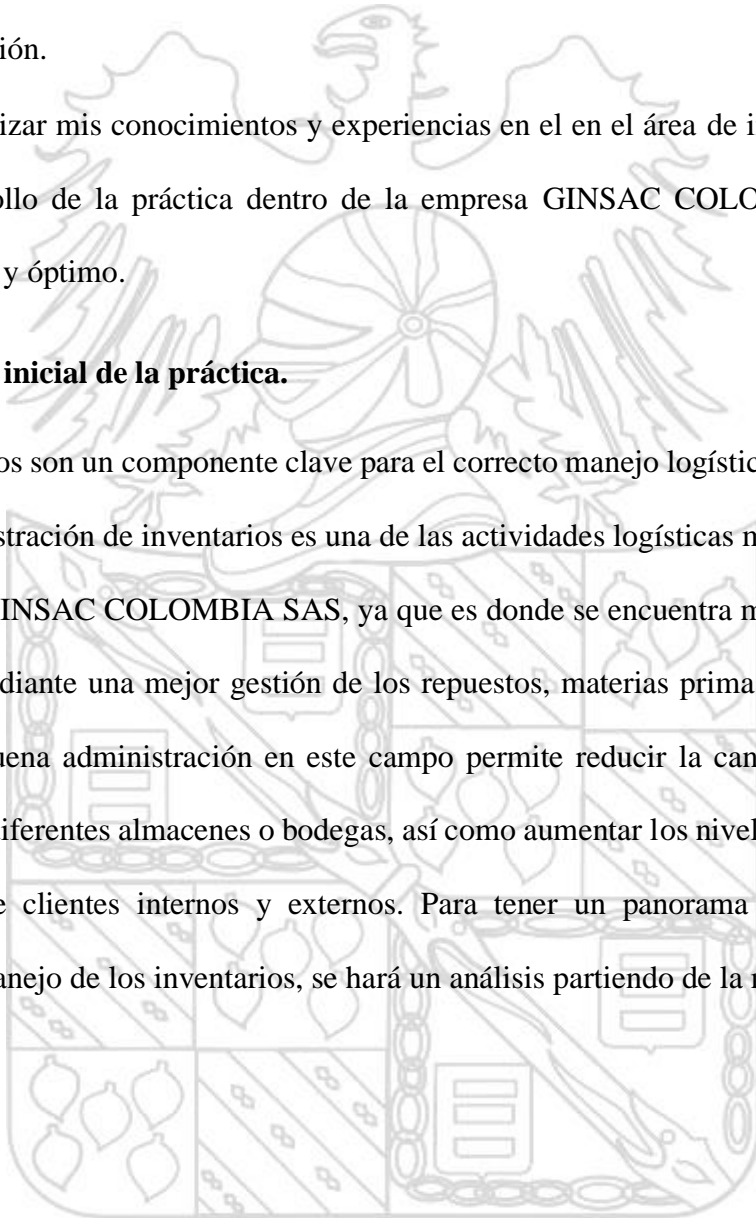 ión.
izar mis conocimientos y experiencias en el en el área de i
ollo de la práctica dentro de la empresa GINSAC COLO
y óptimo.
inicial de la práctica.
os son un componente clave para el correcto manejo logístic
stración de inventarios es una de las actividades logísticas m
GINSAC COLOMBIA SAS, ya que es donde se encuentra m
diante una mejor gestión de los repuestos, materias prima
uena administración en este campo permite reducir la can
diferentes almacenes o bodegas, así como aumentar los nivel
e clientes internos y externos. Para tener un panorama
anejo de los inventarios, se hará un análisis partiendo de la